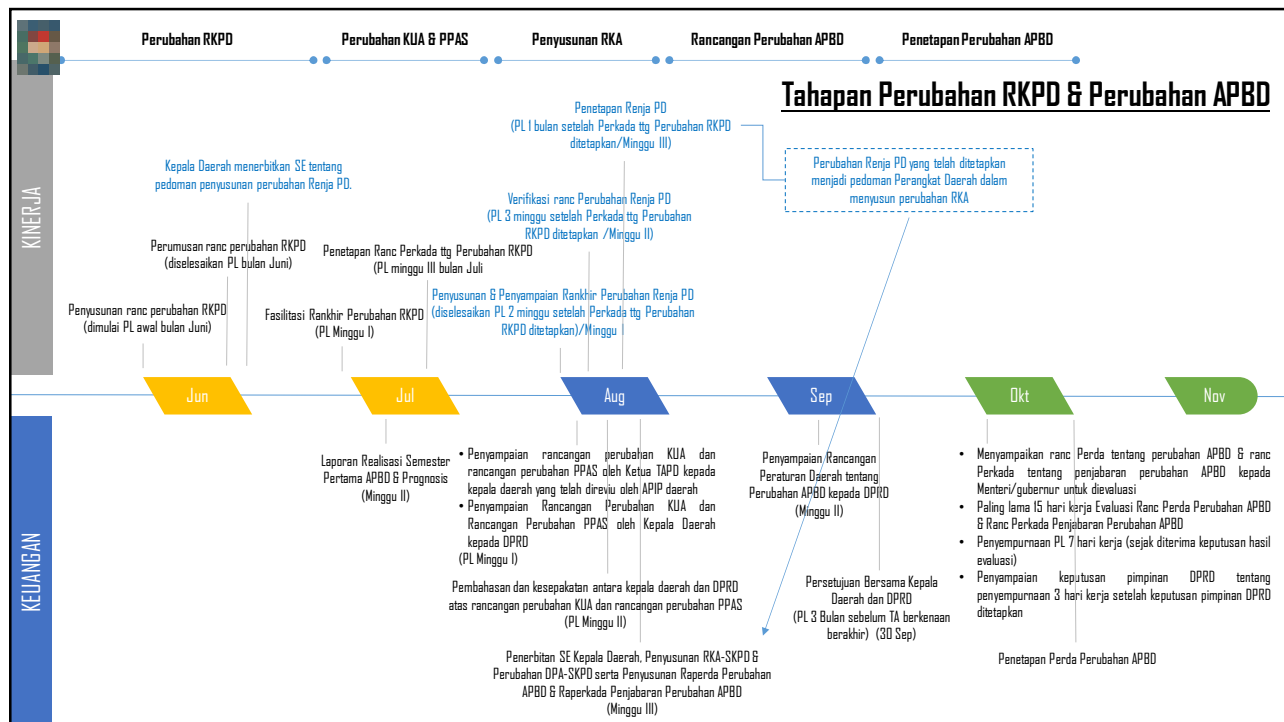 Perubahan RKPD
Perubahan KUA & PPAS
Penyusunan RKA
Rancangan Perubahan APBD
Penetapan Perubahan APBD
Tahapan Perubahan RKPD & Perubahan APBD
KINERJA
Penetapan Renja PD
(PL 1 bulan setelah Perkada ttg Perubahan RKPD
ditetapkan/Minggu III)
Perubahan Renja PD yang telah ditetapkan
menjadi pedoman Perangkat Daerah dalam
menyusun perubahan RKA
Kepala Daerah menerbitkan SE tentang
pedoman penyusunan perubahan Renja PD.
Verifikasi ranc Perubahan Renja PD
(PL 3 minggu setelah Perkada ttg Perubahan
RKPD ditetapkan /Minggu II)
Perumusan ranc perubahan RKPD
(diselesaikan PL bulan Juni)
Penetapan Ranc Perkada ttg Perubahan RKPD
(PL minggu III bulan Juli
Penyusunan ranc perubahan RKPD
(dimulai PL awal bulan Juni)
Fasilitasi Rankhir Perubahan RKPD
(PL Minggu I)
Penyusunan & Penyampaian Rankhir Perubahan Renja PD
(diselesaikan PL 2 minggu setelah Perkada ttg Perubahan
RKPD ditetapkan)/Minggu I
Jun
Jul
Aug
Sep
Okt
Nov
KEUANGAN
Laporan Realisasi Semester
Pertama APBD & Prognosis
(Minggu II)
• Penyampaian rancangan perubahan KUA dan
rancangan perubahan PPAS oleh Ketua TAPD kepada
kepala daerah yang telah direviu oleh APIP daerah
• Penyampaian Rancangan Perubahan KUA dan
Rancangan Perubahan PPAS oleh Kepala Daerah
kepada DPRD
(PL Minggu I)
Pembahasan dan kesepakatan antara kepala daerah dan DPRD
atas rancangan perubahan KUA dan rancangan perubahan PPAS
(PL Minggu II)
Penerbitan SE Kepala Daerah, Penyusunan RKA-SKPD &
Perubahan DPA-SKPD serta Penyusunan Raperda Perubahan
APBD & Raperkada Penjabaran Perubahan APBD
(Minggu III)
Penyampaian Rancangan
Peraturan Daerah tentang
Perubahan APBD kepada DPRD
(Minggu II)
Persetujuan Bersama Kepala
Daerah dan DPRD
(PL 3 Bulan sebelum TA berkenaan
berakhir) (30 Sep)
• Menyampaikan ranc Perda tentang perubahan APBD & ranc
Perkada tentang penjabaran perubahan APBD kepada
Menteri/gubernur untuk dievaluasi
• Paling lama 15 hari kerja Evaluasi Ranc Perda Perubahan APBD
& Ranc Perkada Penjabaran Perubahan APBD
• Penyempurnaan PL 7 hari kerja (sejak diterima keputusan hasil
evaluasi)
• Penyampaian keputusan pimpinan DPRD tentang
penyempurnaan 3 hari kerja setelah keputusan pimpinan DPRD
ditetapkan
Penetapan Perda Perubahan APBD